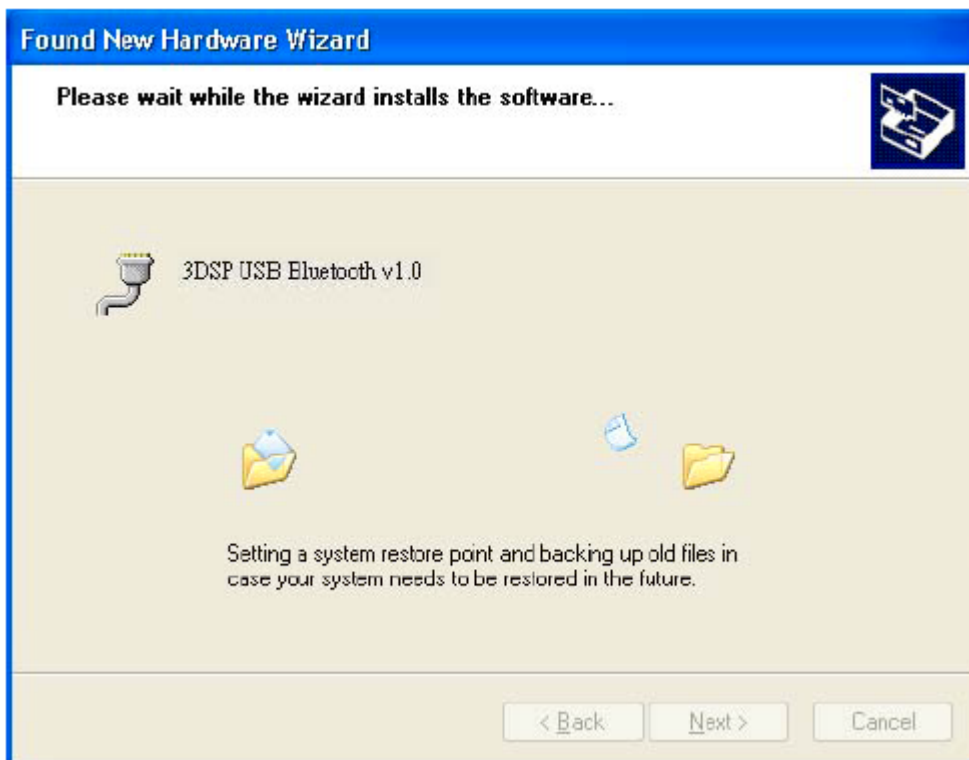 Found New Hardware Wizard
Please wait while the wizard installs the software...
3DSP USB Bluetooth v1.0
Setting a system restore point and backing up old files in
case your system needs to be restored in the future.
< Back Next > Cancel